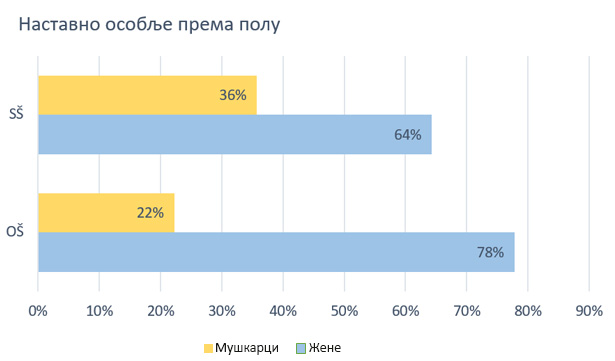 Наставно особље према полу
SŠ
36%
64%
OŠ
22%
78%
0% 10% 20% 30% 40% 50% 60% 70% 80% 90%
Мушкарци Жене